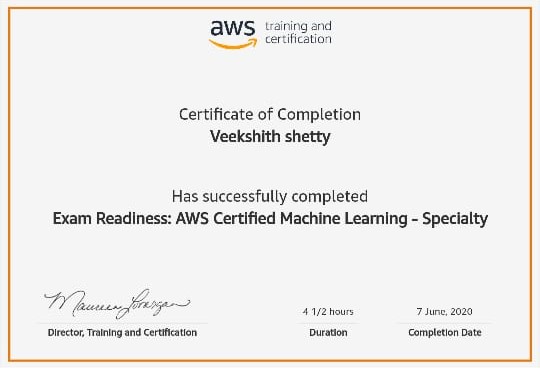 aws training and
certification
Certificate of Completion
Veekshith shetty
Has successfully completed
Exam Readiness: AWS Certified Machine Learning - Specialty
Maureen Lonergan
4 1/2 hours
7 June, 2020
Director, Training and Certification
Duration
Completion Date